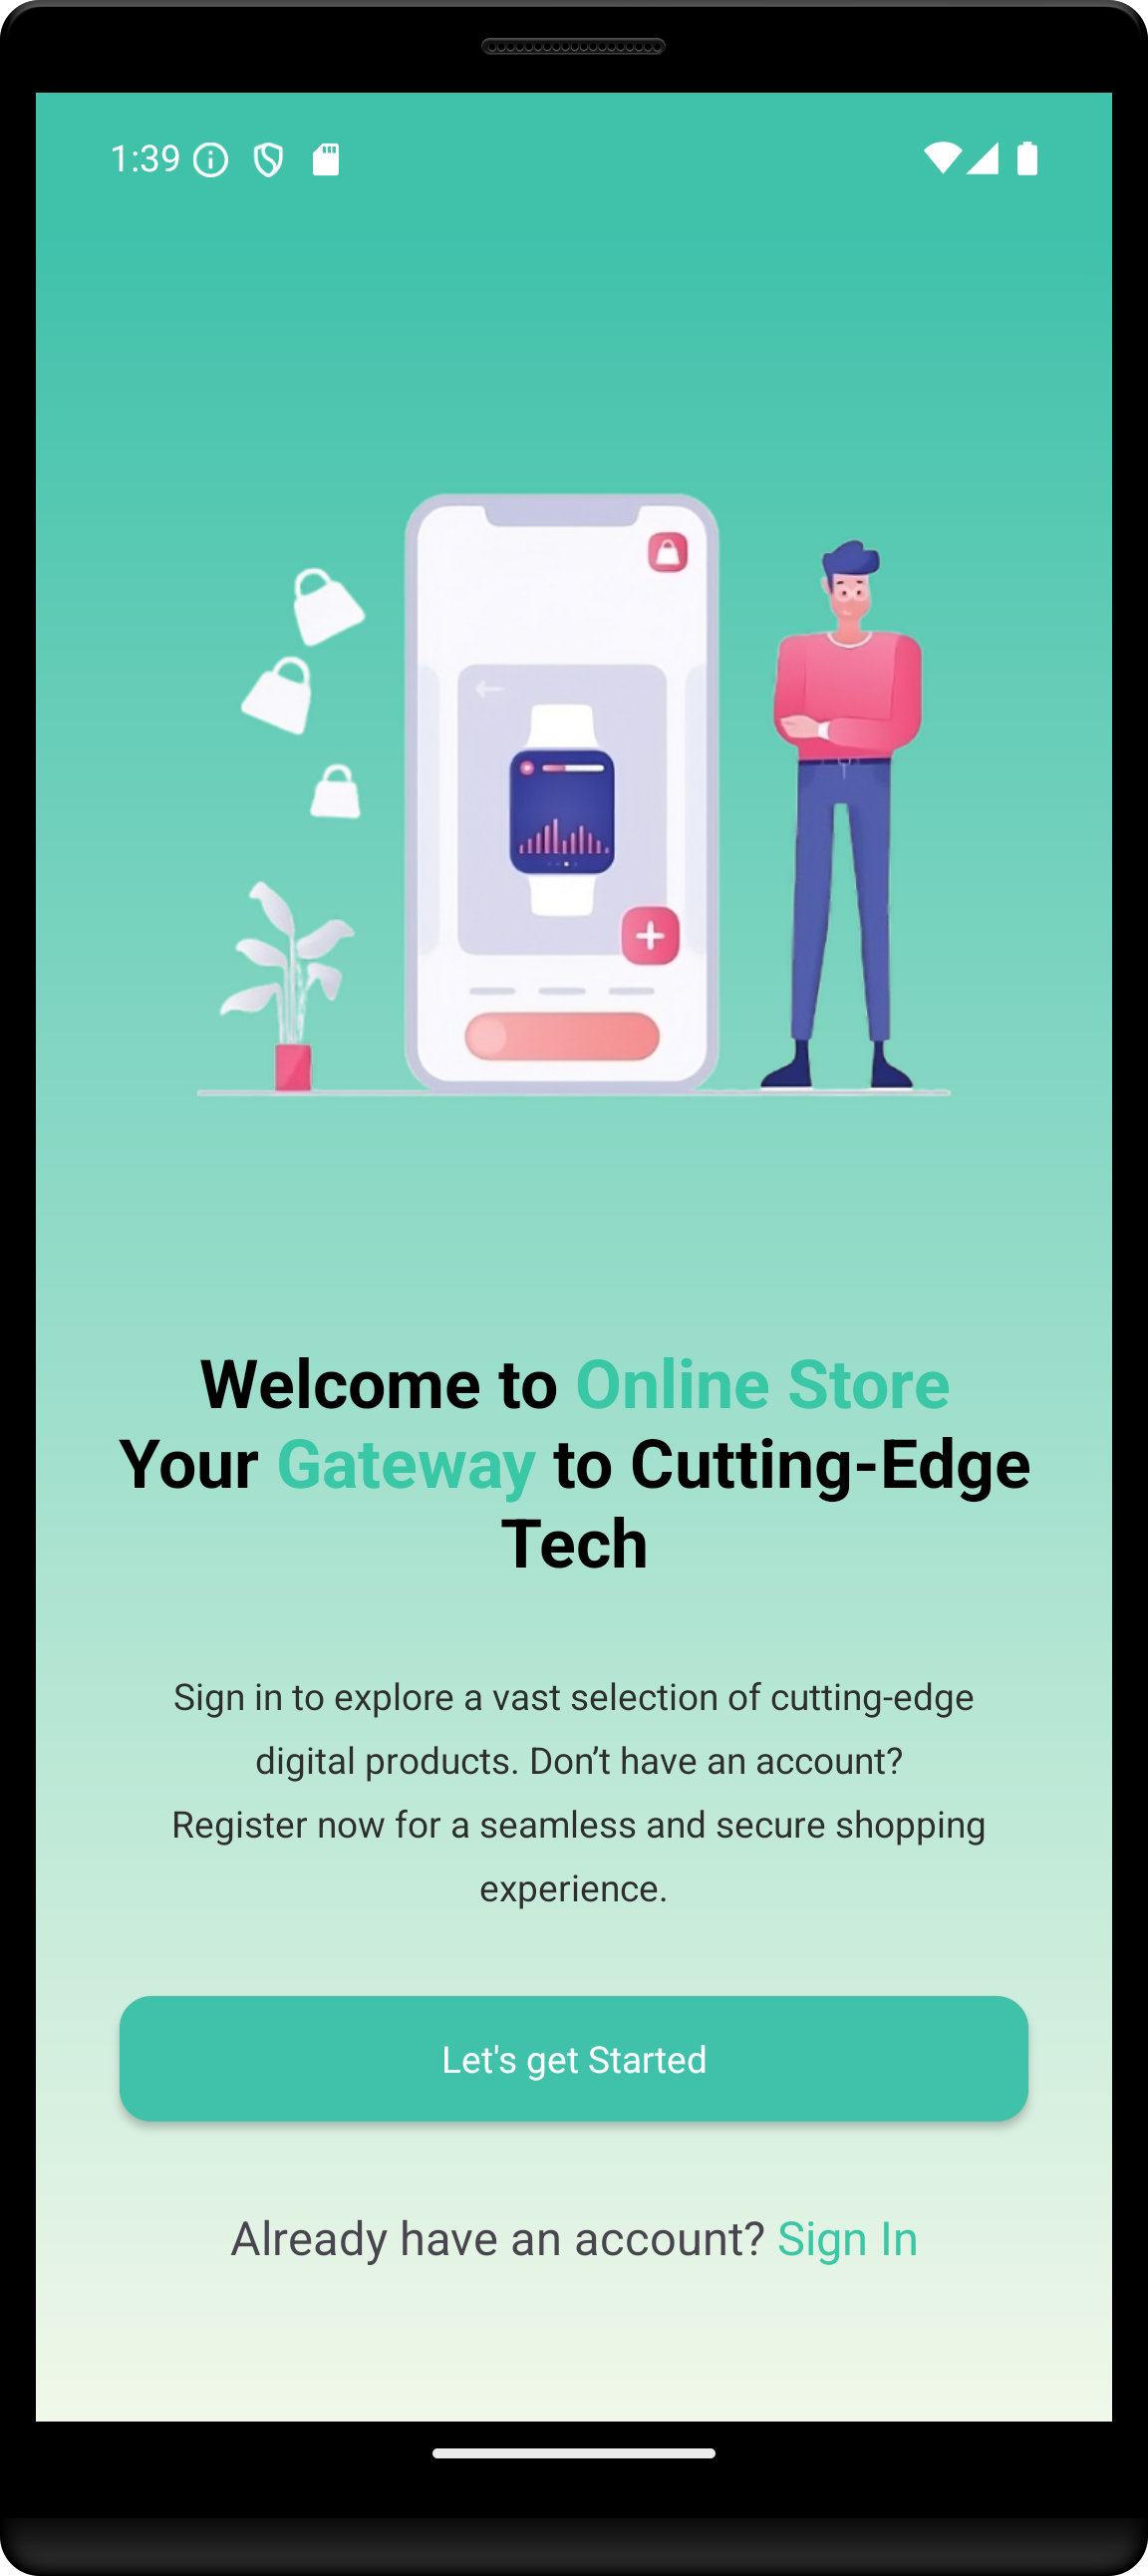 1:39
Welcome to Online Store
Your Gateway to Cutting-Edge
Tech
Sign in to explore a vast selection of cutting-edge
digital products. Don’t have an account?
Register now for a seamless and secure shopping
experience.
Let's get Started
Already have an account? Sign In